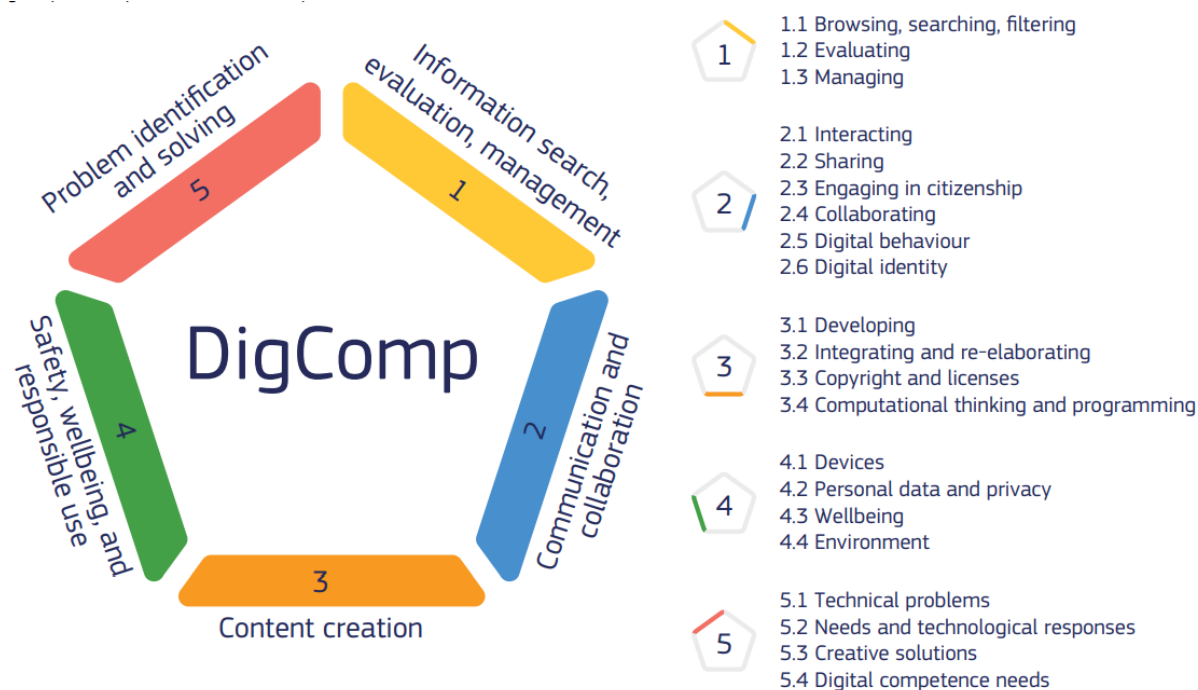 Problem identification
and solving
5
Information search,
evaluation, management
1
DigComp
Safety, wellbeing, and
responsible use
4
Communication and
collaboration
2
3
Content creation
1
1.1 Browsing, searching, filtering
1.2 Evaluating
1.3 Managing
2
2.1 Interacting
2.2 Sharing
2.3 Engaging in citizenship
2.4 Collaborating
2.5 Digital behaviour
2.6 Digital identity
3
3.1 Developing
3.2 Integrating and re-elaborating
3.3 Copyright and licenses
3.4 Computational thinking and programming
4
4.1 Devices
4.2 Personal data and privacy
4.3 Wellbeing
4.4 Environment
5
5.1 Technical problems
5.2 Needs and technological responses
5.3 Creative solutions
5.4 Digital competence needs